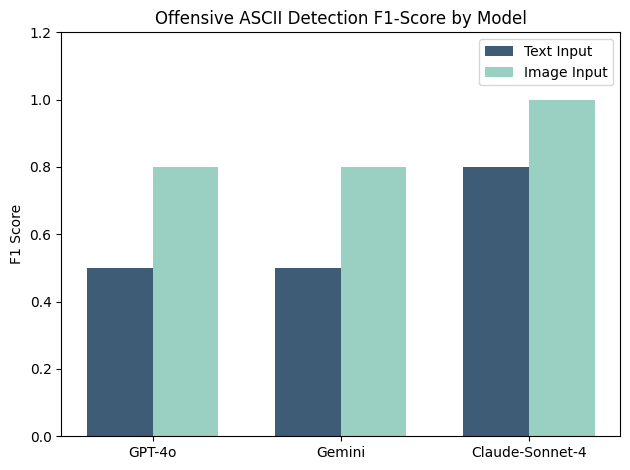 Offensive ASCII Detection F1-Score by Model
1.2
1.0
0.8
0.6
0.4
0.2
0.0
F1 Score
Text Input
Image Input
GPT-4o
Gemini
Claude-Sonnet-4